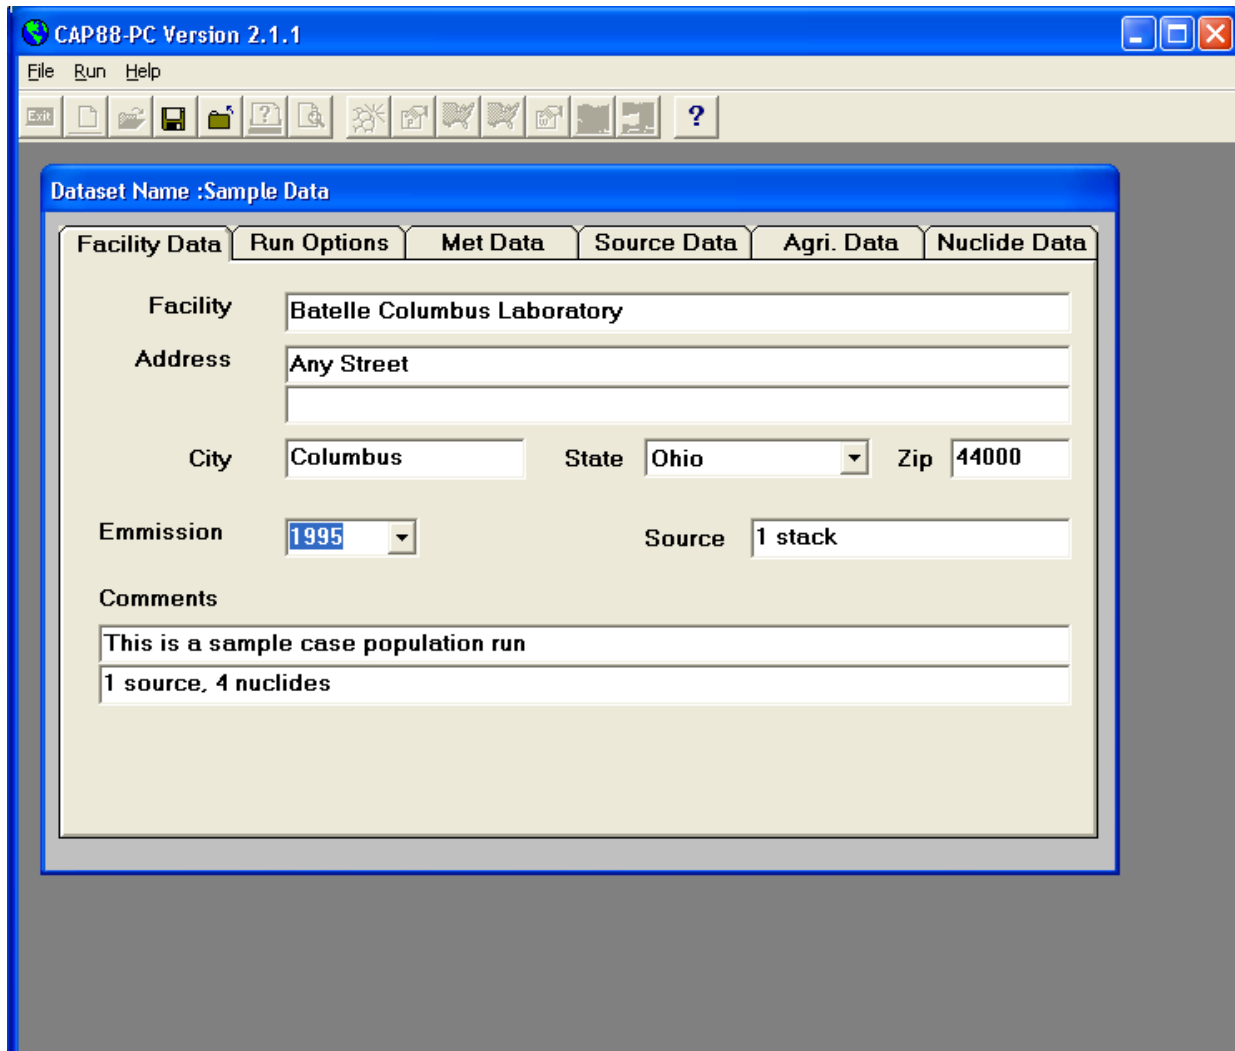 CAP88-PC Version 2.1.1
File Run Help
Exit
?
Dataset Name :Sample Data
Facility Data Run Options Met Data Source Data Agri. Data Nuclide Data
Facility Batelle Columbus Laboratory
Address Any Street
City Columbus State Ohio Zip 44000
Emmission 1995 Source 1 stack
Comments
This is a sample case population run
1 source, 4 nuclides